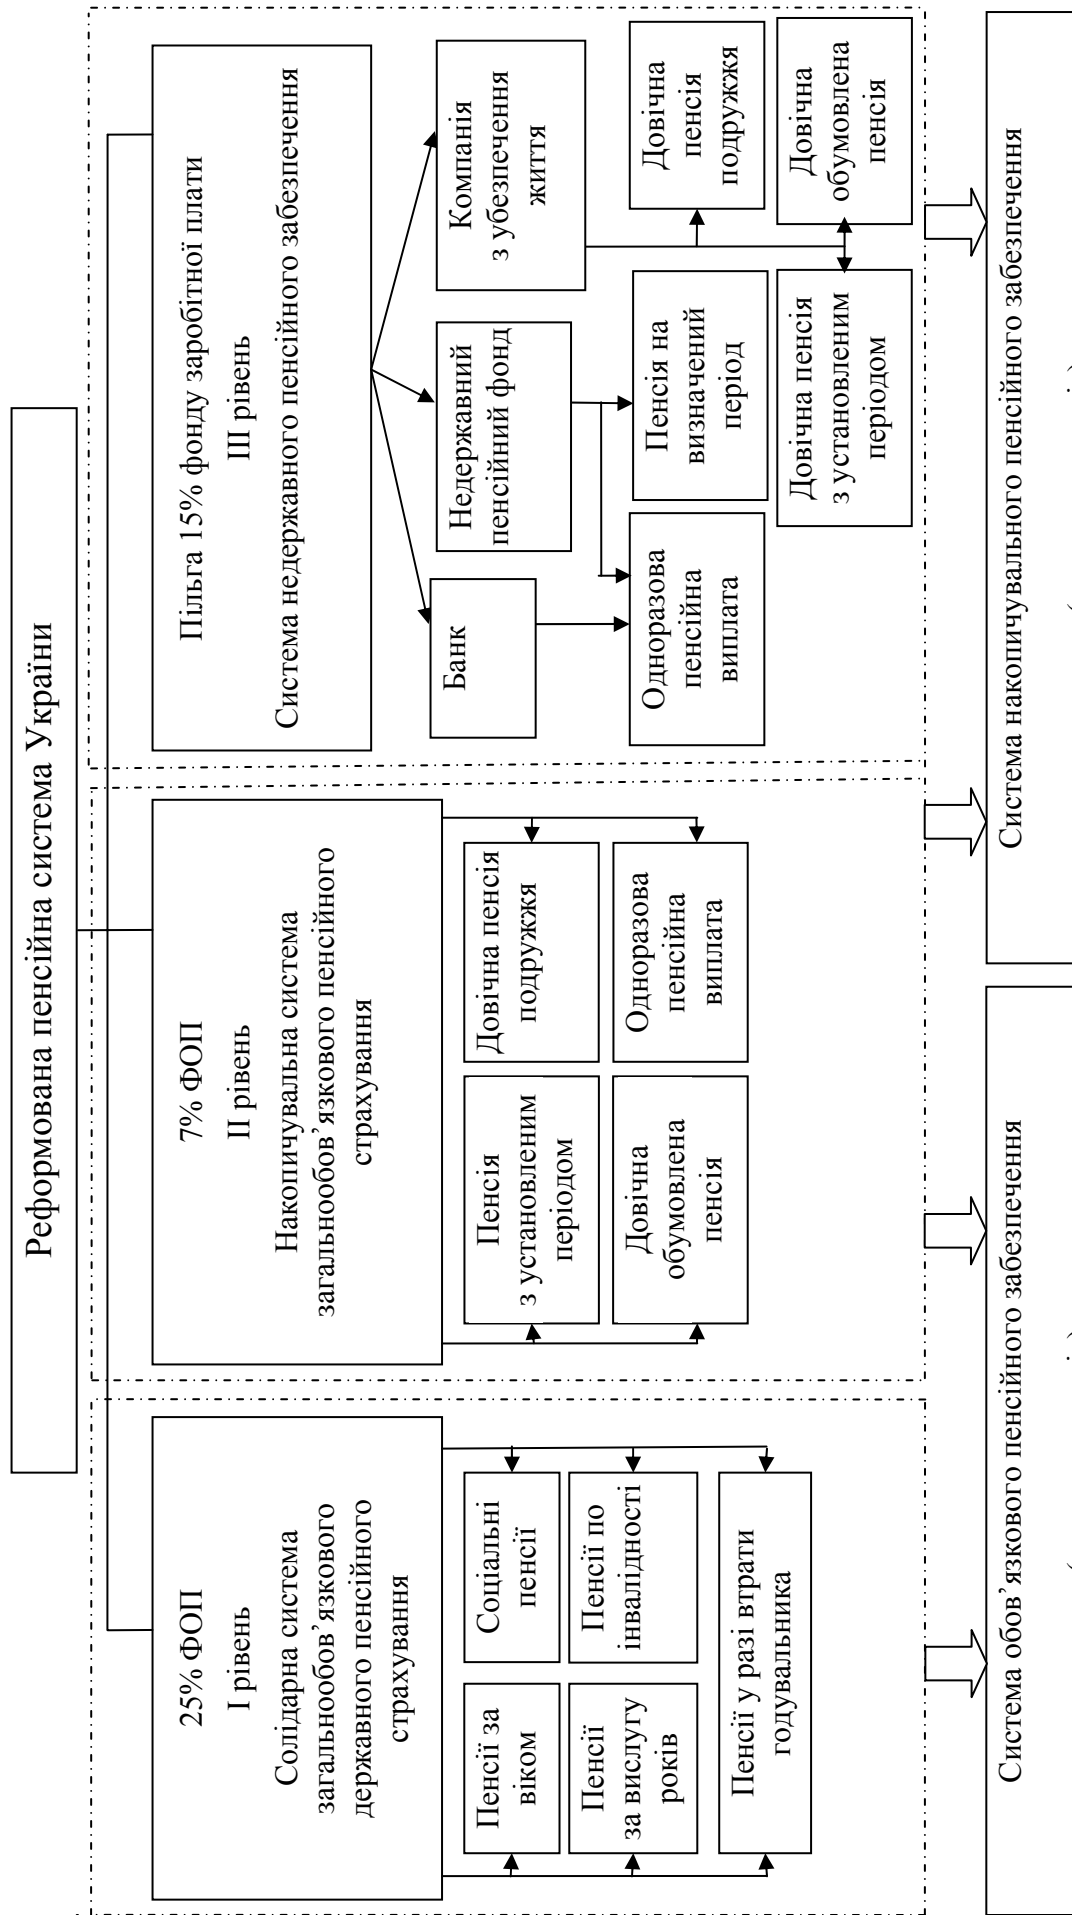 Реформована пенсійна система України
25% ФОП
І рівень
Солідарна система
загальнообов’язкового
державного пенсійного
страхування
Пенсії за
віком
Соціальні
пенсії
Пенсії
за вислугу
років
Пенсії по
інвалідності
Пенсії у разі втрати
годувальника
7% ФОП
ІІ рівень
Накопичувальна система
загальнообов’язкового пенсійного
страхування
Пенсія
з установленим
періодом
Довічна пенсія
подружжя
Довічна
обумовлена
пенсія
Одноразова
пенсійна
виплата
Пільга 15% фонду заробітної плати
ІІІ рівень
Система недержавного пенсійного забезпечення
Банк
Недержавний
пенсійний фонд
Компанія
з убезпечення
життя
Одноразова
пенсійна
виплата
Пенсія на
визначений
період
Довічна
пенсія
подружжя
Довічна пенсія
з установленим
періодом
Довічна
обумовлена
пенсія
Система обов’язкового пенсійного забезпечення
Система накопичувального пенсійного забезпечення